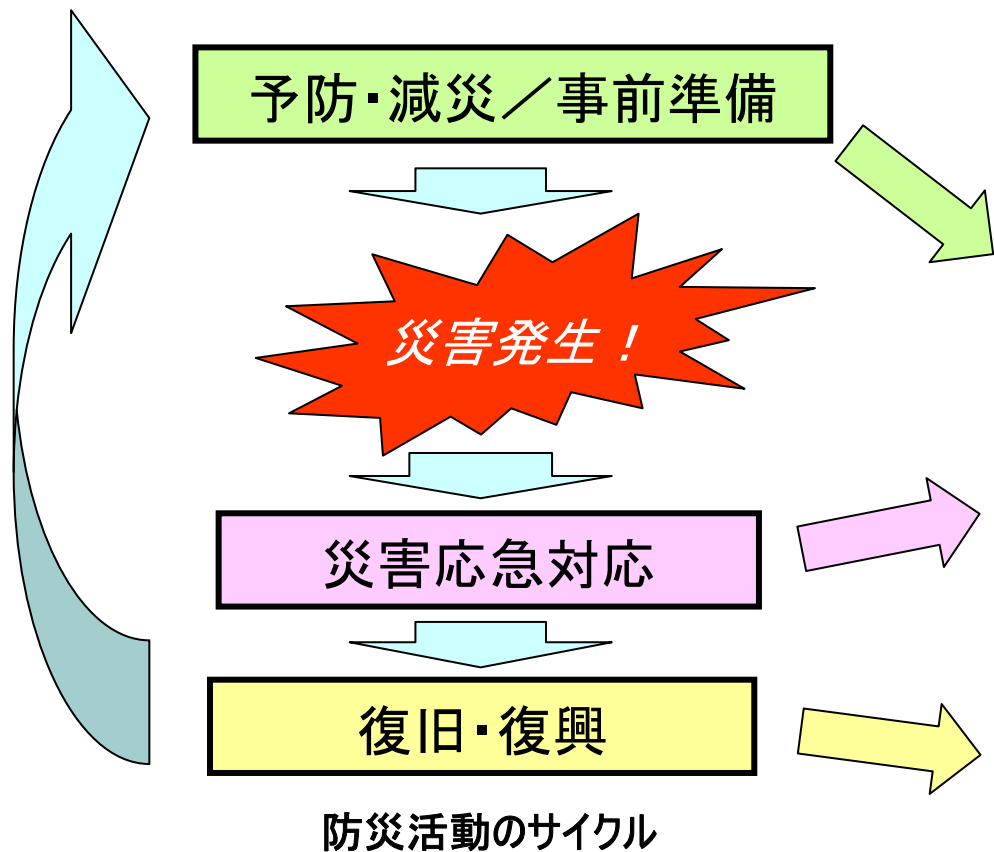 予防・減災／事前準備
災害発生！
災害応急対応
復旧・復興
防災活動のサイクル